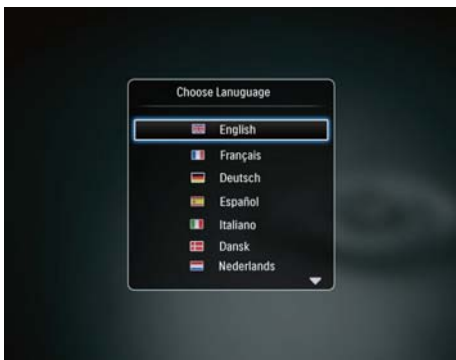 Choose Lanuguage
English
Français
Deutsch
Español
Italiano
Dansk
Nederlands